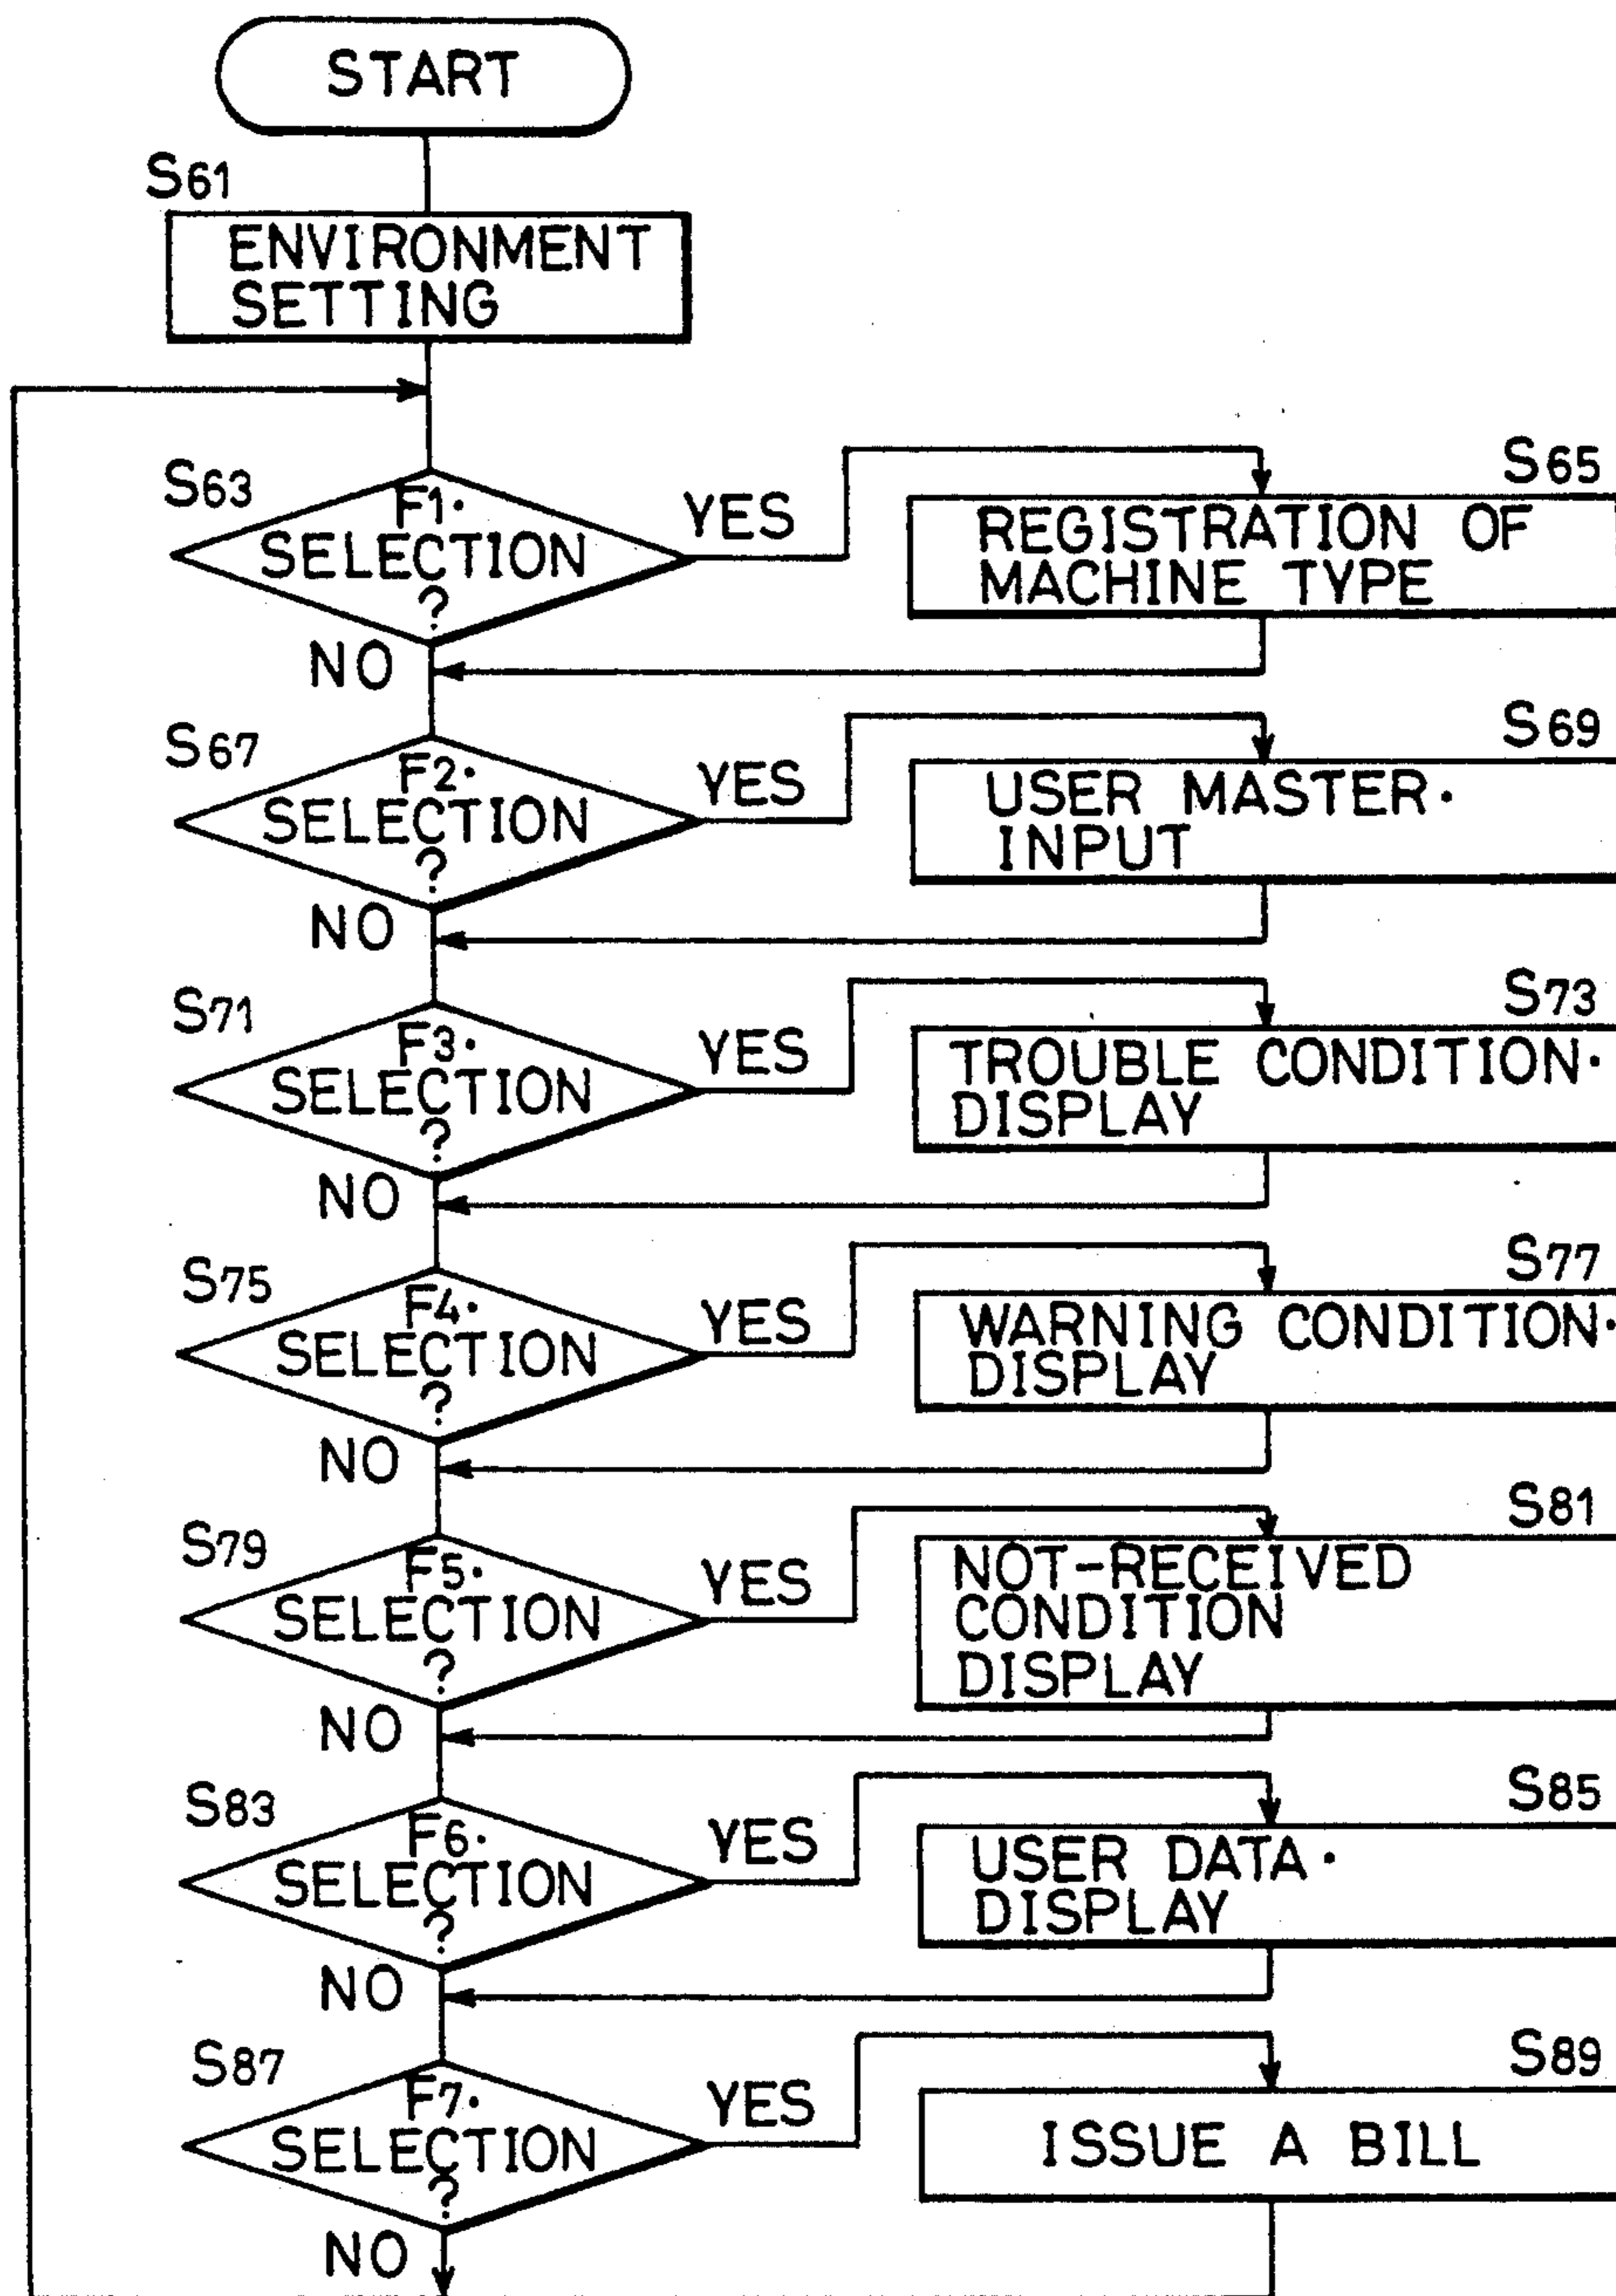 START
S61
ENVIRONMENT
SETTING
S63
F1·
SELECTION
?
YES
NO
S65
REGISTRATION OF
MACHINE TYPE
S67
F2·
SELECTION
?
YES
NO
S69
USER MASTER·
INPUT
S71
F3·
SELECTION
?
YES
NO
S73
TROUBLE CONDITION·
DISPLAY
S75
F4·
SELECTION
?
YES
NO
S77
WARNING CONDITION·
DISPLAY
S79
F5·
SELECTION
?
YES
NO
S81
NOT-RECEIVED
CONDITION
DISPLAY
S83
F6·
SELECTION
?
YES
NO
S85
USER DATA·
DISPLAY
S87
F7·
SELECTION
?
YES
NO
S89
ISSUE A BILL